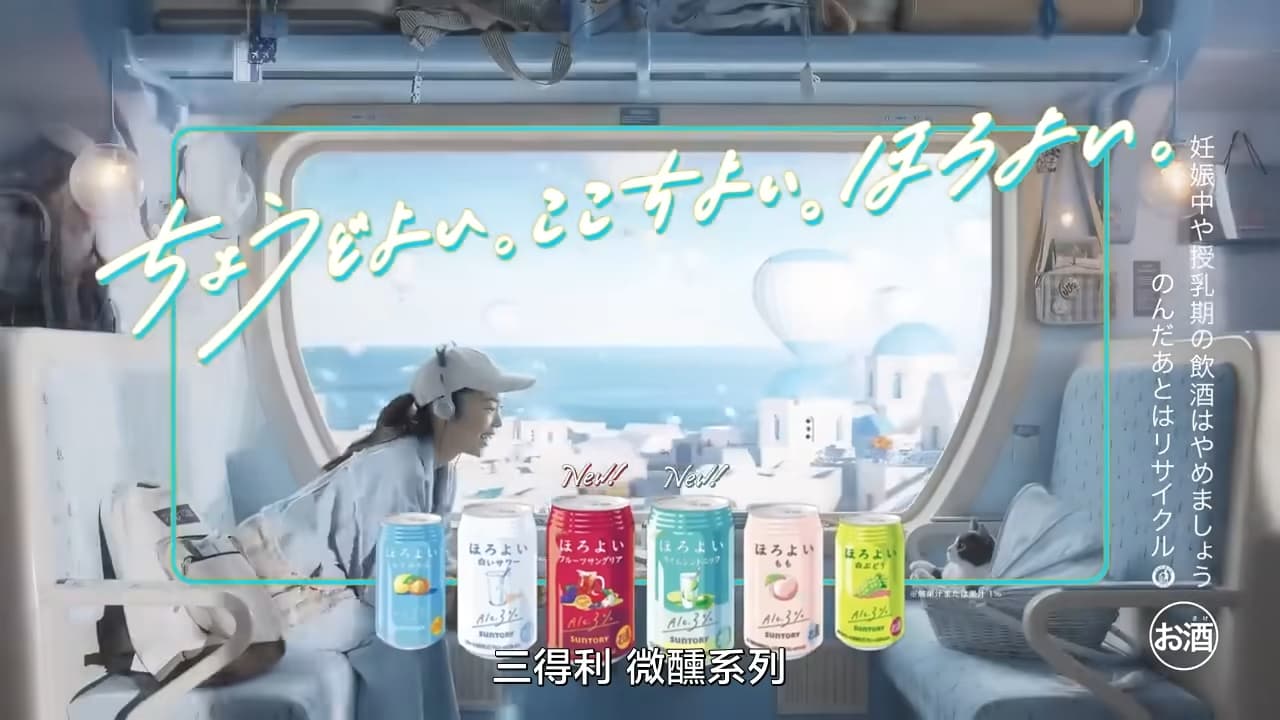 ちょうどよい。ここちよい。ほろよい。
妊娠中や授乳期の飲酒はやめましょう
のんだあとはリサイクル
お酒
New!!
New!!
ほろよい
ほろよい
白いサワー
Alc.3%
SUNTORY
ほろよい
フルーツサングリア
Alc.3%
SUNTORY
ほろよい
Alc.3%
SUNTORY
ほろよい
もも
Alc.3%
SUNTORY
ほろよい
白ぶどう
Alc.3%
SUNTORY
三得利 微醺系列